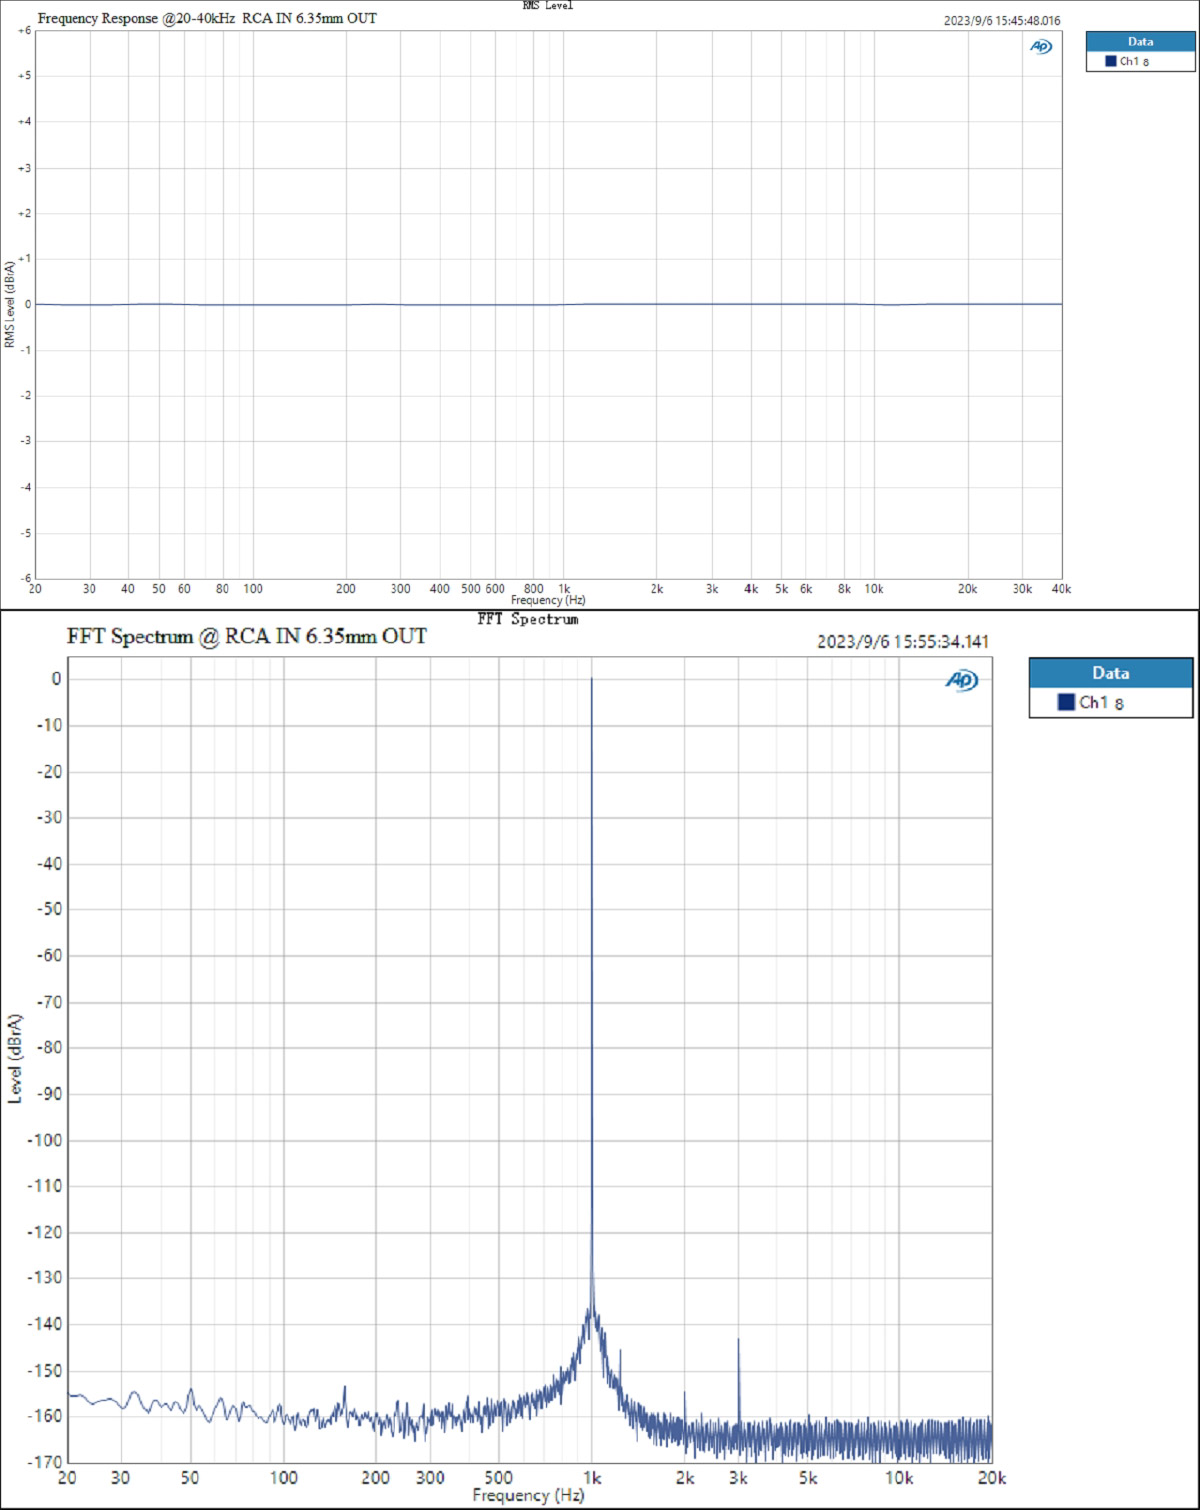 RMS Level
Frequency Response @20-40kHz RCA IN 6.35mm OUT
2023/9/6 15:45:48.016
AP
Data
Ch1 8
RMS Level (dBrA)
+6
+5
+4
+3
+2
+1
0
-1
-2
-3
-4
-5
-6
20 30 40 50 60 80 100 200 300 400 500 600 800 1k 2k 3k 4k 5k 6k 8k 10k 20k 30k 40k
Frequency (Hz)
FFT Spectrum
FFT Spectrum @ RCA IN 6.35mm OUT
2023/9/6 15:55:34.141
AP
Data
Ch1 8
Level (dBrA)
0
-10
-20
-30
-40
-50
-60
-70
-80
-90
-100
-110
-120
-130
-140
-150
-160
-170
20 30 50 100 200 300 500 1k 2k 3k 5k 10k 20k
Frequency (Hz)